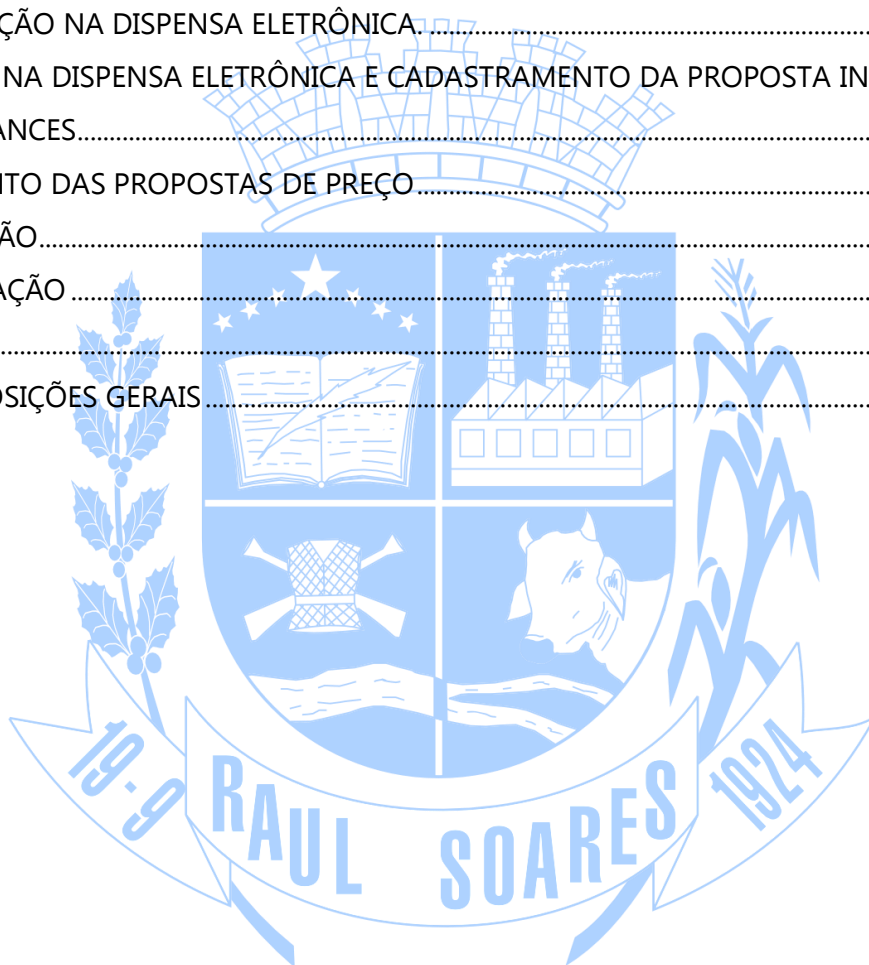 ÇÃO NA DISPENSA ELETRÔNICA.
NA DISPENSA ELETRÔNICA E CADASTRAMENTO DA PROPOSTA IN
ANCES
NTO DAS PROPOSTAS DE PREÇO
ÃO
AÇÃO
OSIÇÕES GERAIS
19-9 RAUL SOARES 1924